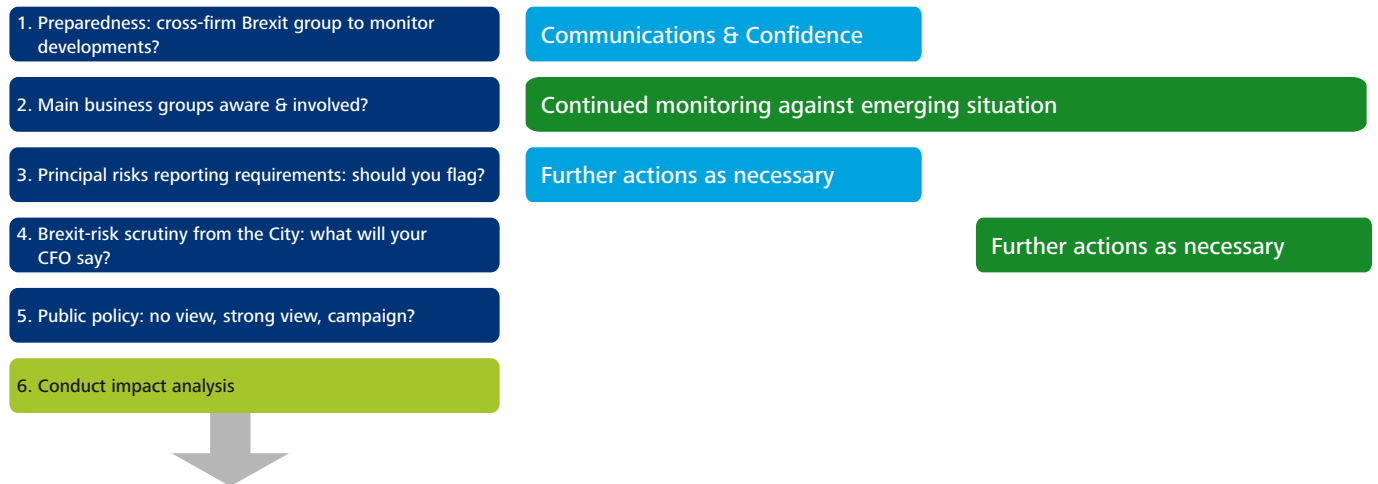 1. Preparedness: cross-firm Brexit group to monitor
developments?
Communications & Confidence
2. Main business groups aware & involved?
Continued monitoring against emerging situation
3. Principal risks reporting requirements: should you flag?
Further actions as necessary
4. Brexit-risk scrutiny from the City: what will your
CFO say?
Further actions as necessary
5. Public policy: no view, strong view, campaign?
6. Conduct impact analysis